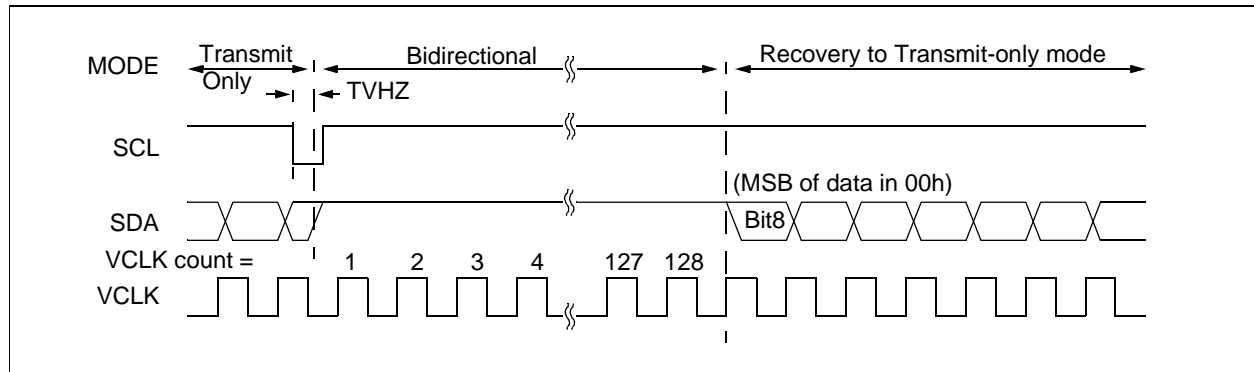 MODE
Transmit
Only
Bidirectional
Recovery to Transmit-only mode
TVHZ
SCL
(MSB of data in 00h)
SDA
Bit8
VCLK count =
1 2 3 4 127 128
VCLK